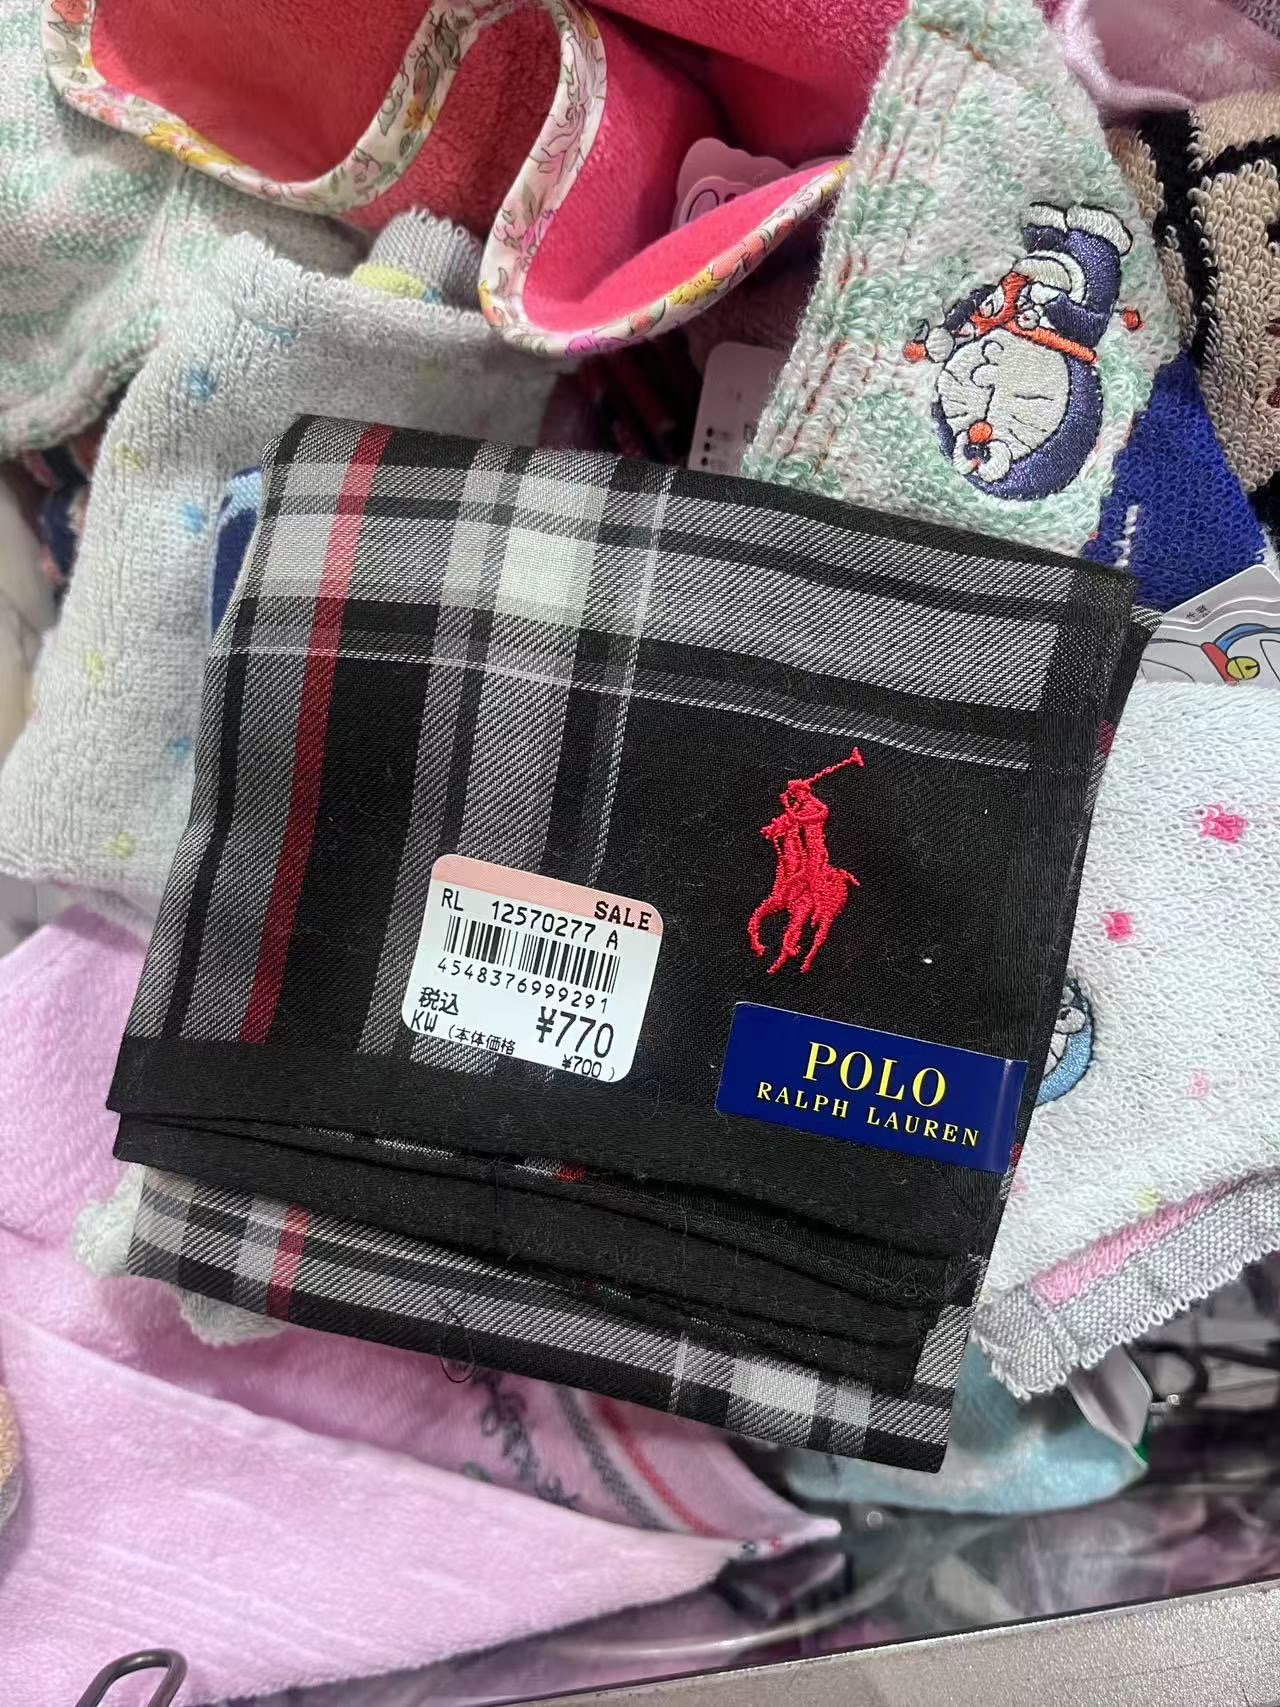 SALE
RL 12570277 A
4548376999291
税込 ¥770
KW (本体価格
¥700 )
POLO
RALPH LAUREN